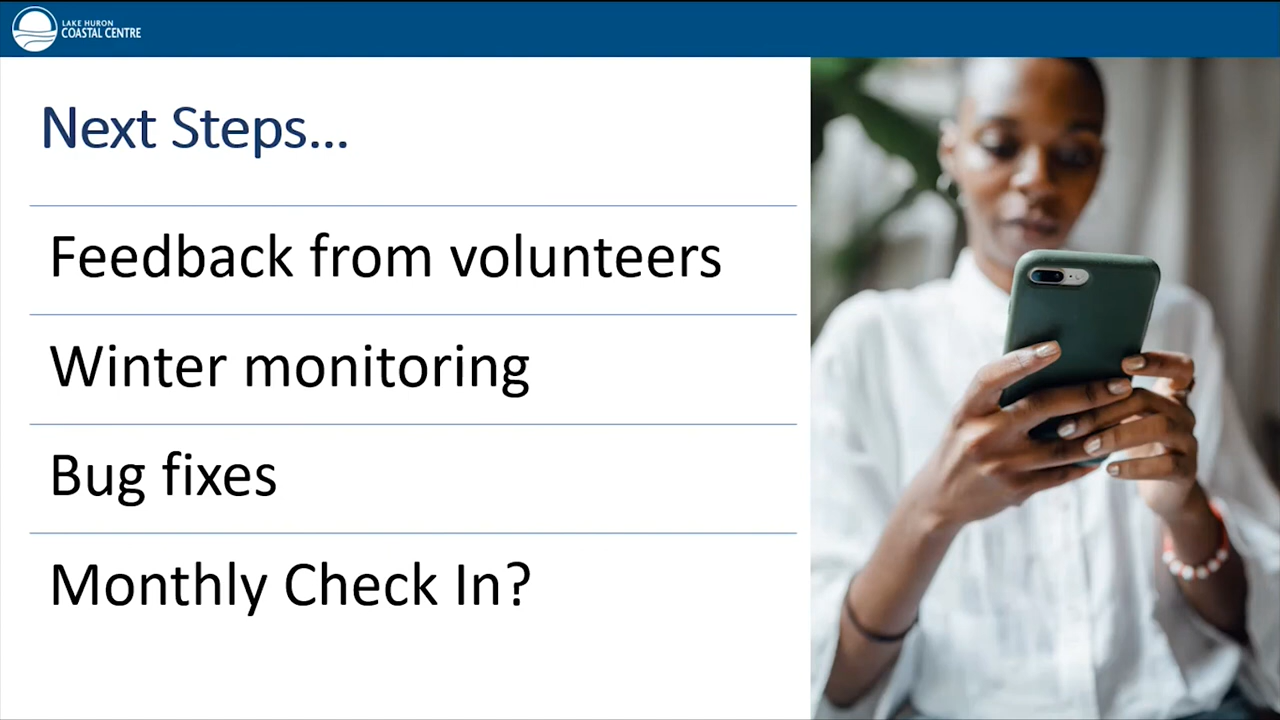 LAKE HURON
COASTAL CENTRE
Next Steps...
Feedback from volunteers
Winter monitoring
Bug fixes
Monthly Check In?